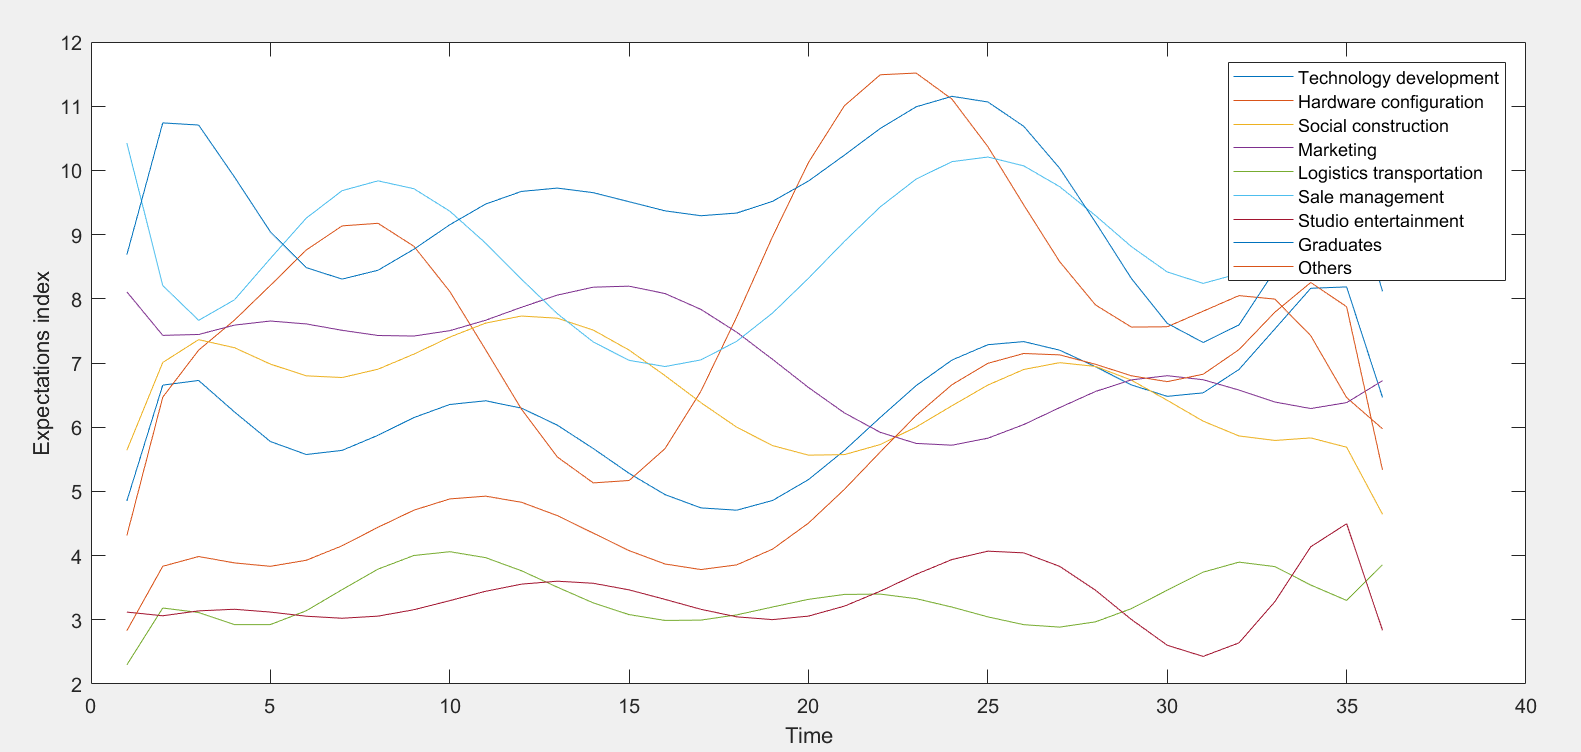 12
11
10
9
8
7
6
5
4
3
2
Expectations index
Technology development
Hardware configuration
Social construction
Marketing
Logistics transportation
Sale management
Studio entertainment
Graduates
Others
0 5 10 15 20 25 30 35 40
Time